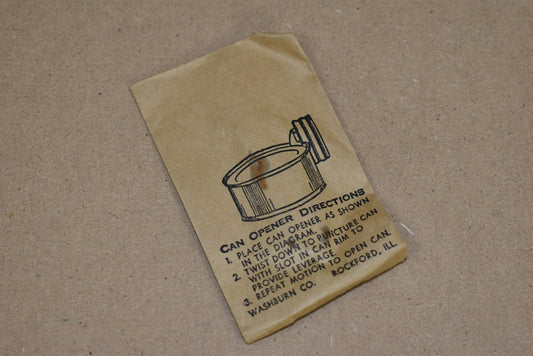 CAN OPENER DIRECTIONS
1. PLACE CAN OPENER AS SHOWN
IN THE DIAGRAM.
2. TWIST DOWN TO PUNCTURE CAN
WITH SLOT IN CAN RIM TO
PROVIDE LEVERAGE.
3. REPEAT MOTION TO OPEN CAN.
WASHBURN CO. ROCKFORD, ILL.